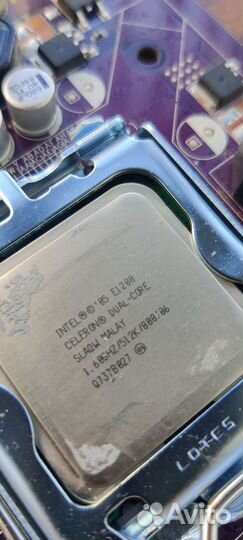 INTEL® ©'05 E1200
CELERON® DUAL-CORE
SLAQW MALAY
1.60GHZ/512K/800/06
Q737B027
LOTES
Avito